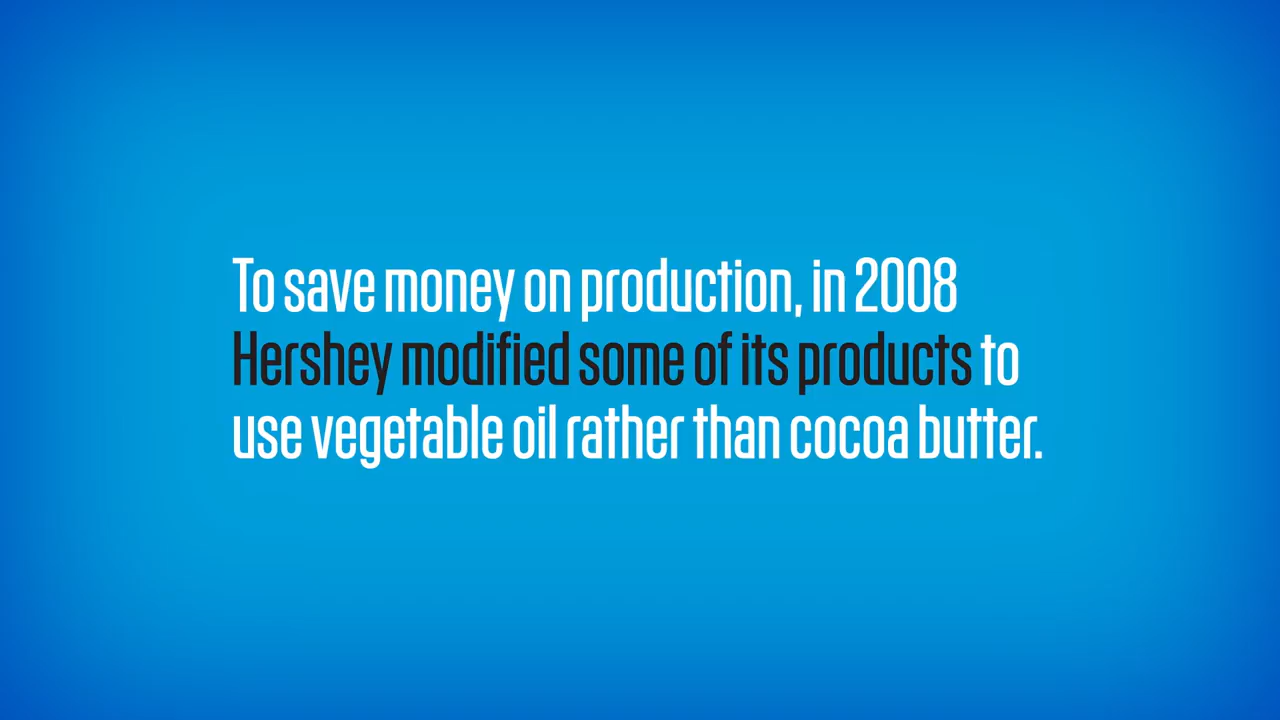 To save money on production, in 2008
Hershey modified some of its products to
use vegetable oil rather than cocoa butter.